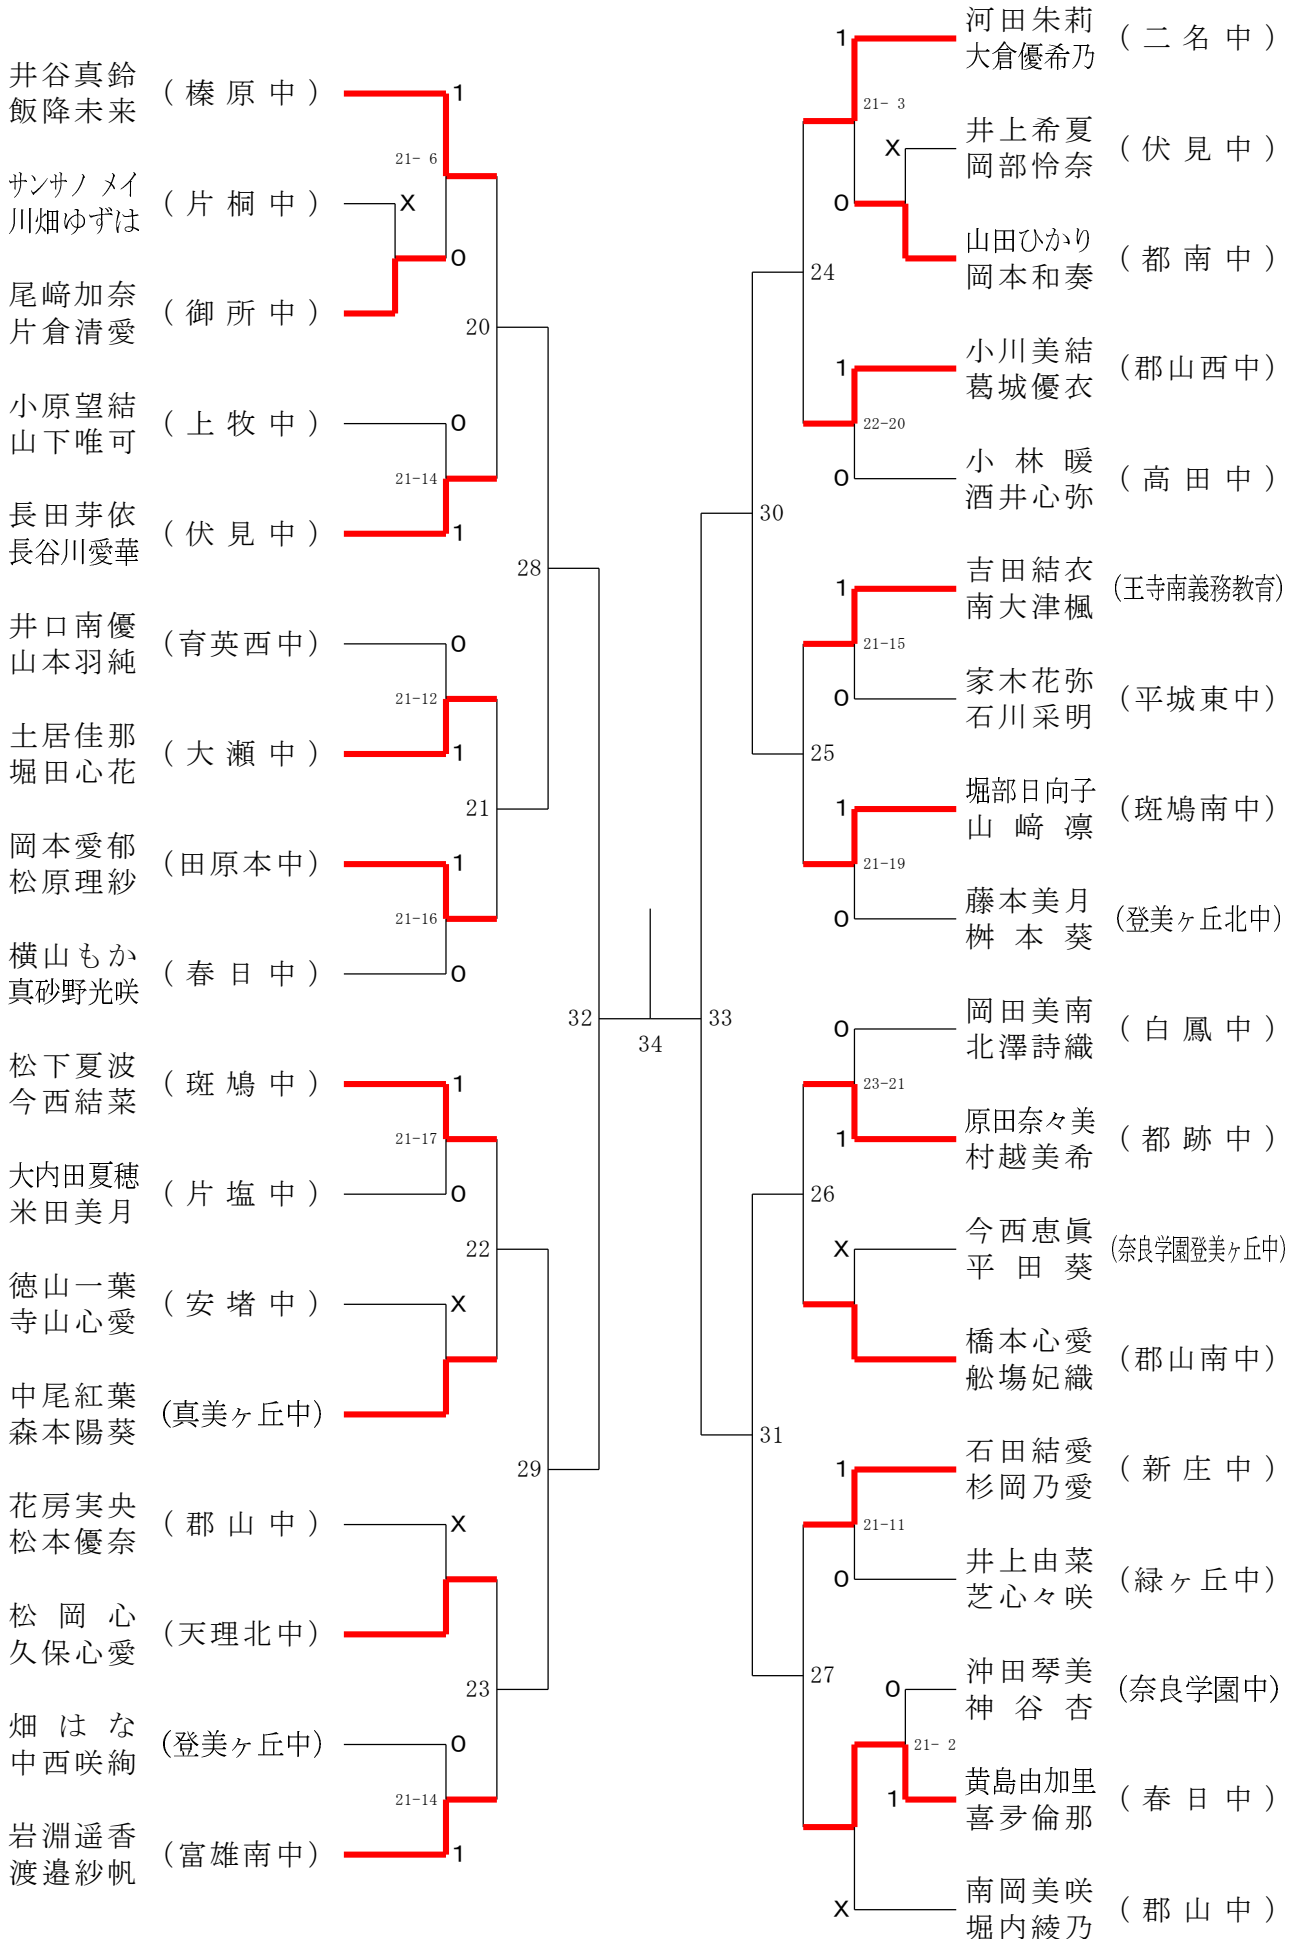 井谷真鈴
飯降未来
(榛原中)
1
21- 6
サンサノ メイ
川畑ゆずは
(片桐中)
X
0
尾﨑加奈
片倉清愛
(御所中)
20
小原望結
山下唯可
(上牧中)
0
21-14
長田芽依
長谷川愛華
(伏見中)
1
28
井口南優
山本羽純
(育英西中)
0
21-12
土居佳那
堀田心花
(大瀬中)
1
21
岡本愛郁
松原理紗
(田原本中)
1
21-16
横山もか
真砂野光咲
(春日中)
0
32
松下夏波
今西結菜
(斑鳩中)
1
21-17
大内田夏穂
米田美月
(片塩中)
0
22
徳山一葉
寺山心愛
(安堵中)
X
中尾紅葉
森本陽葵
(真美ヶ丘中)
29
花房実央
松本優奈
(郡山中)
X
松岡心
久保心愛
(天理北中)
23
畑はな
中西咲絢
(登美ヶ丘中)
0
21-14
岩淵遥香
渡邉紗帆
(富雄南中)
1
34
河田朱莉
大倉優希乃
(二名中)
1
21- 3
井上希夏
岡部怜奈
(伏見中)
X
0
山田ひかり
岡本和奏
(都南中)
24
小川美結
葛城優衣
(郡山西中)
1
22-20
小林暖
酒井心弥
(高田中)
0
30
吉田結衣
南大津楓
(王寺南義務教育)
1
21-15
家木花弥
石川采明
(平城東中)
0
25
堀部日向子
山﨑凛
(斑鳩南中)
1
21-19
藤本美月
桝本葵
(登美ヶ丘北中)
0
33
岡田美南
北澤詩織
(白鳳中)
0
23-21
原田奈々美
村越美希
(都跡中)
1
26
今西恵眞
平田葵
(奈良学園登美ヶ丘中)
X
橋本心愛
舩塲妃織
(郡山南中)
31
石田結愛
杉岡乃愛
(新庄中)
1
21-11
井上由菜
芝心々咲
(緑ヶ丘中)
0
27
沖田琴美
神谷杏
(奈良学園中)
0
21- 2
黄島由加里
喜多倫那
(春日中)
1
南岡美咲
堀内綾乃
(郡山中)
X